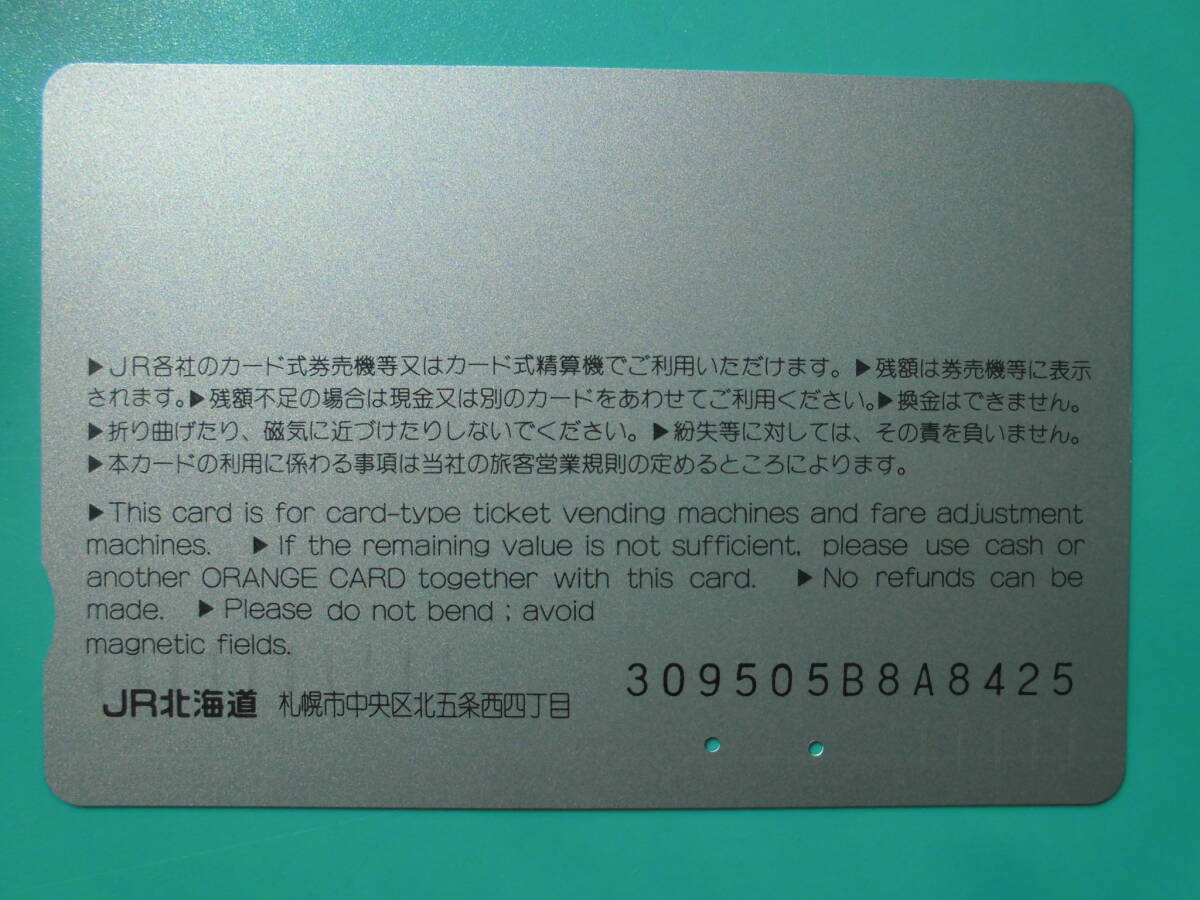 ▶JR各社のカード式券売機等又はカード式精算機でご利用いただけます。▶残額は券売機等に表示
されます。▶残額不足の場合は現金又は別のカードをあわせてご利用ください。▶換金はできません。
▶折り曲げたり、磁気に近づけたりしないでください。▶紛失等に対しては、その責を負いません。
▶本カードの利用に係わる事項は当社の旅客営業規則の定めるところによります。
▶This card is for card-type ticket vending machines and fare adjustment
machines. ▶If the remaining value is not sufficient, please use cash or
another ORANGE CARD together with this card. ▶No refunds can be
made. ▶Please do not bend ; avoid
magnetic fields.
309505B8A8425
JR北海道 札幌市中央区北五条西四丁目